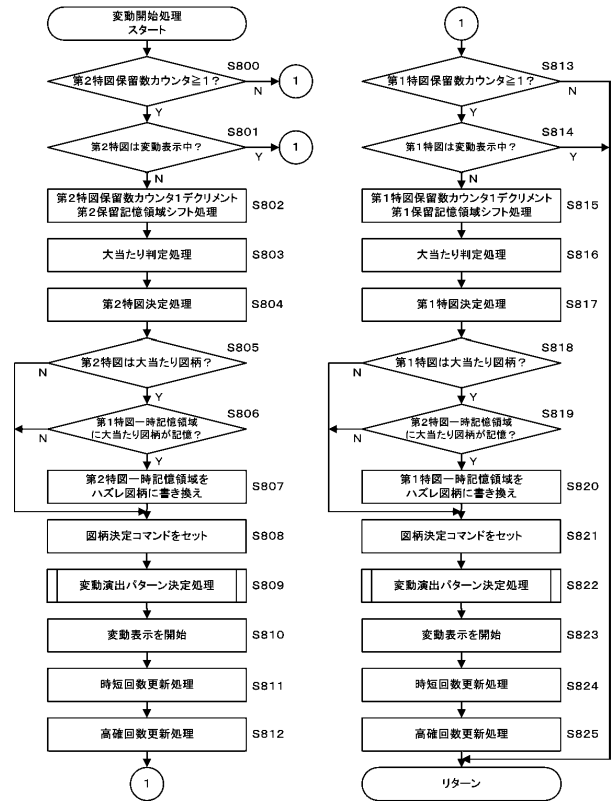 変動開始処理
スタート
S800
第2特図保留数カウンタ≧1?
N
1
Y
S801
第2特図は変動表示中?
Y
1
N
第2特図保留数カウンタ1デクリメント
第2保留記憶領域シフト処理
S802
大当たり判定処理
S803
第2特図決定処理
S804
S805
第2特図は大当たり図柄?
N
Y
S806
第1特図一時記憶領域
に大当たり図柄が記憶?
N
Y
第2特図一時記憶領域を
ハズレ図柄に書き換え
S807
図柄決定コマンドをセット
S808
変動演出パターン決定処理
S809
変動表示を開始
S810
時短回数更新処理
S811
高確回数更新処理
S812
1
1
S813
第1特図保留数カウンタ≧1?
N
Y
S814
第1特図は変動表示中?
Y
N
第1特図保留数カウンタ1デクリメント
第1保留記憶領域シフト処理
S815
大当たり判定処理
S816
第1特図決定処理
S817
S818
第1特図は大当たり図柄?
N
Y
S819
第2特図一時記憶領域
に大当たり図柄が記憶?
N
Y
第1特図一時記憶領域を
ハズレ図柄に書き換え
S820
図柄決定コマンドをセット
S821
変動演出パターン決定処理
S822
変動表示を開始
S823
時短回数更新処理
S824
高確回数更新処理
S825
リターン